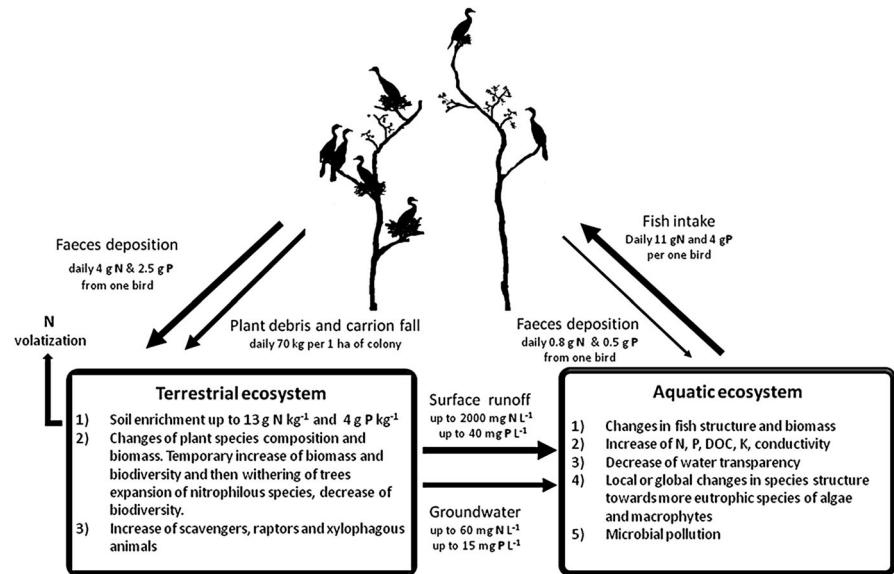 Fish intake
Daily 11 gN and 4 gP
per one bird
Faeces deposition
daily 4 g N & 2.5 g P
from one bird
Plant debris and carrion fall
daily 70 kg per 1 ha of colony
Faeces deposition
daily 0.8 g N & 0.5 g P
from one bird
N
volatization
Terrestrial ecosystem
1) Soil enrichment up to 13 g N kg⁻¹ and 4 g P kg⁻¹
2) Changes of plant species composition and
biomass. Temporary increase of biomass and
biodiversity and then withering of trees
expansion of nitrophilous species, decrease of
biodiversity.
3) Increase of scavengers, raptors and xylophagous
animals
Surface runoff
up to 2000 mg N L⁻¹
up to 40 mg P L⁻¹
Groundwater
up to 60 mg N L⁻¹
up to 15 mg P L⁻¹
Aquatic ecosystem
1) Changes in fish structure and biomass
2) Increase of N, P, DOC, K, conductivity
3) Decrease of water transparency
4) Local or global changes in species structure
towards more eutrophic species of algae
and macrophytes
5) Microbial pollution